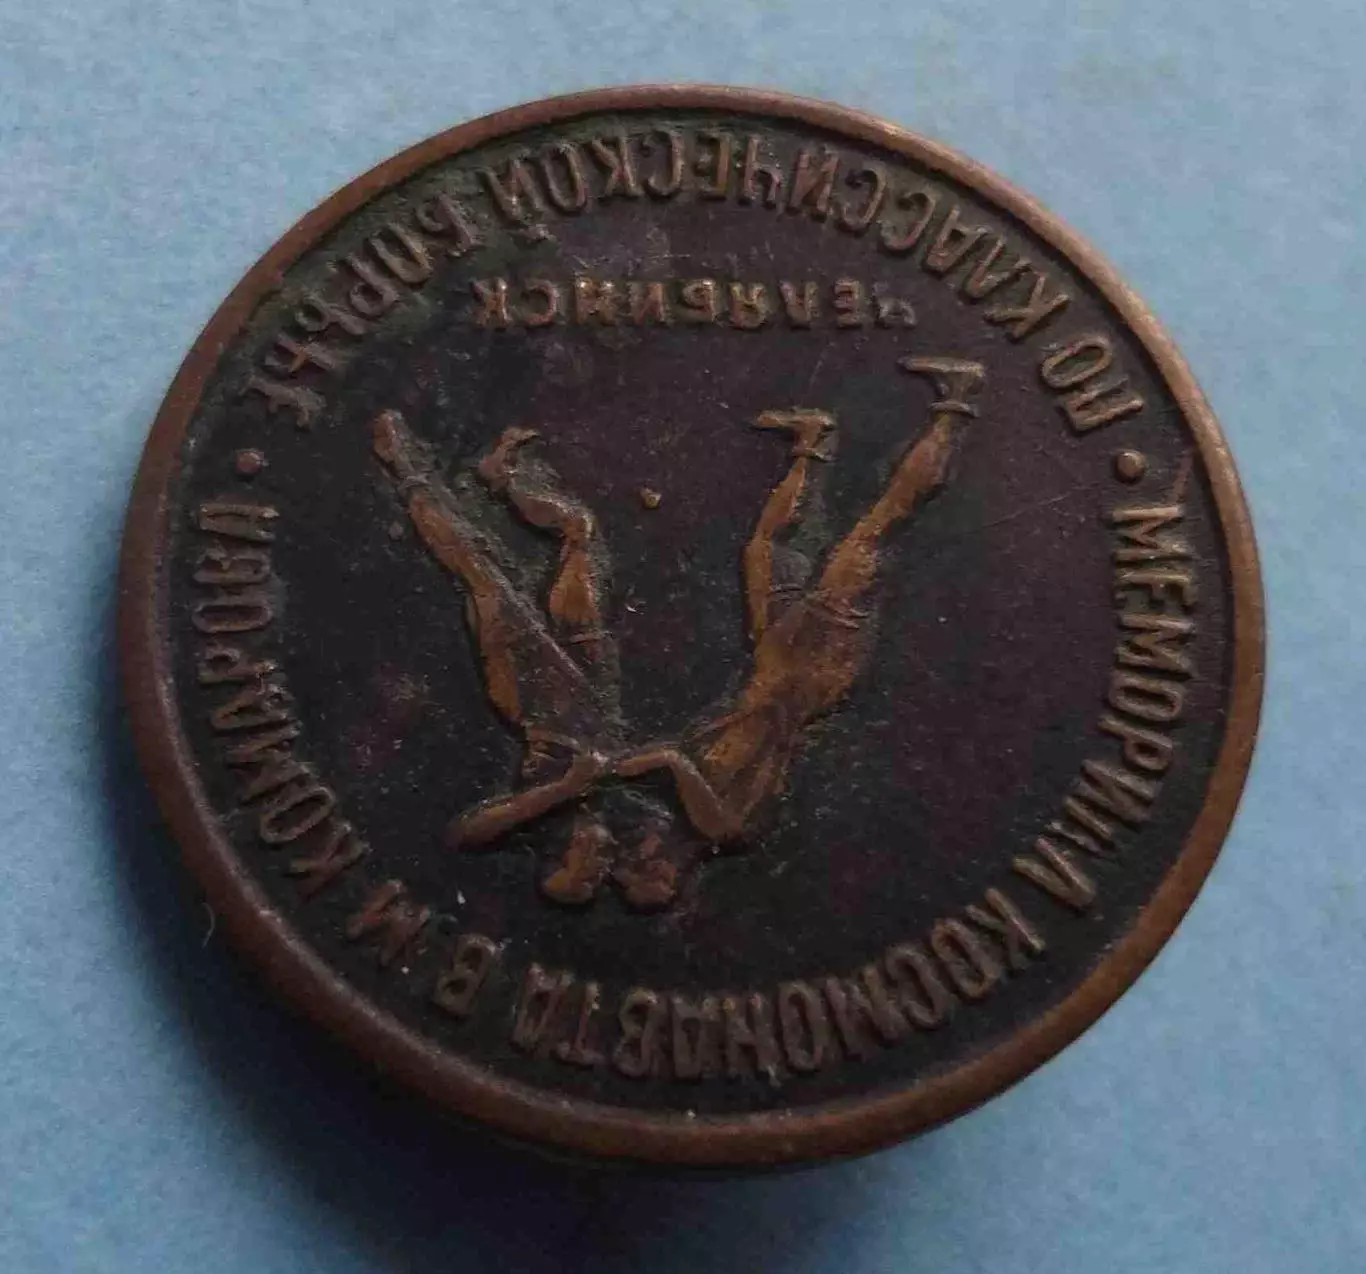 • МЕМОРИАЛ КОСМОНАВТА В М КОМАРОВА •
ПО КЛАССИЧЕСКОЙ БОРЬБЕ
ЧЕЛЯБИНСК